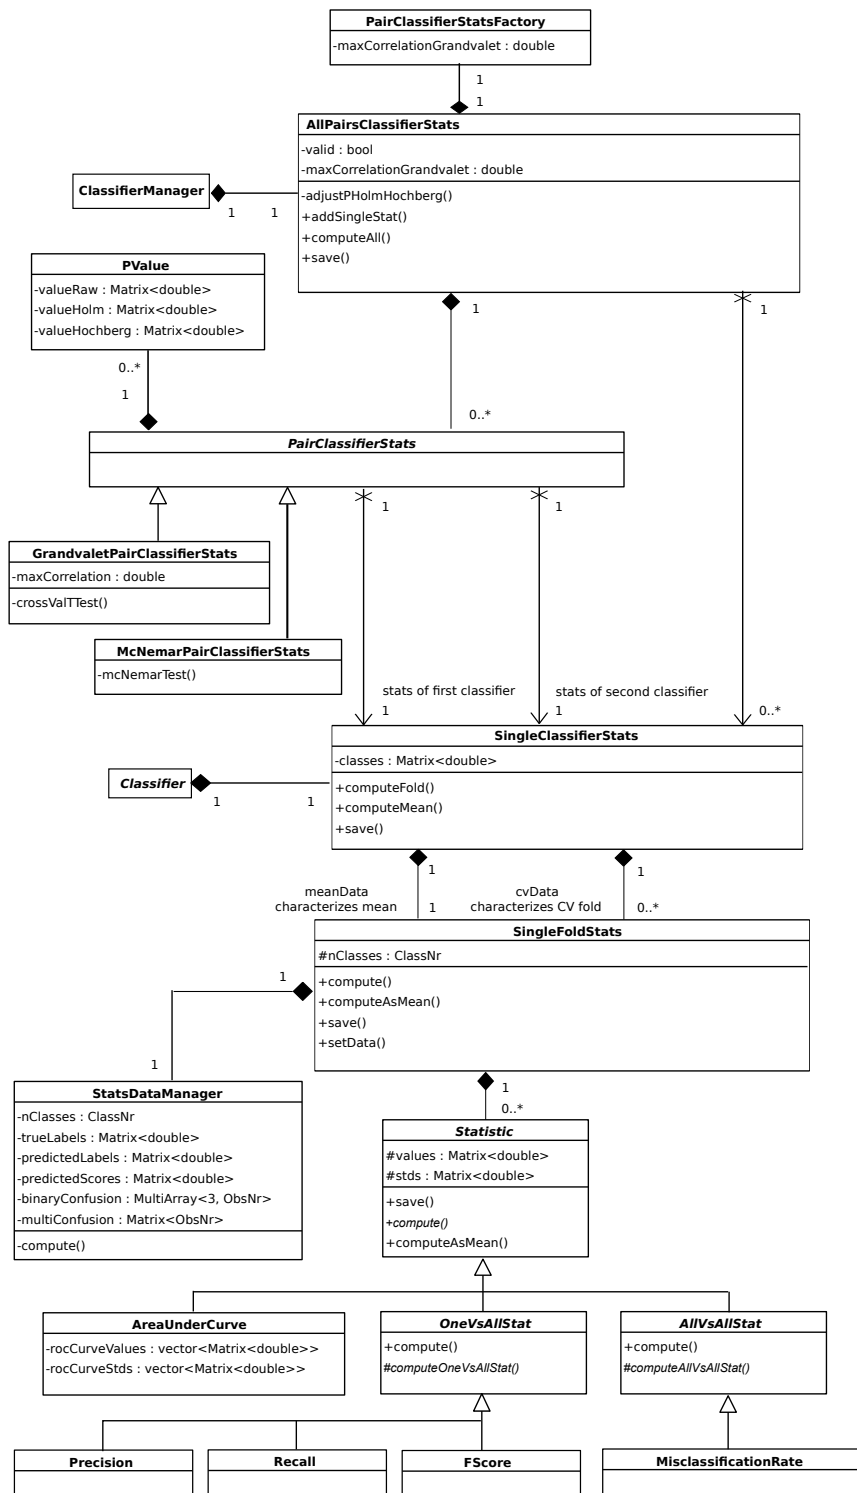 PairClassifierStatsFactory
-maxCorrelationGrandvalet : double
1
1
AllPairsClassifierStats
-valid : bool
-maxCorrelationGrandvalet : double
-adjustPHolmHochberg()
+addSingleStat()
+computeAll()
+save()
ClassifierManager
1
1
PValue
-valueRaw : Matrix<double>
-valueHolm : Matrix<double>
-valueHochberg : Matrix<double>
1
1
0..*
1
0..*
PairClassifierStats
1
1
GrandvaletPairClassifierStats
-maxCorrelation : double
-crossValTTest()
McNemarPairClassifierStats
-mcNemarTest()
stats of first classifier
1
stats of second classifier
1
0..*
SingleClassifierStats
-classes : Matrix<double>
+computeFold()
+computeMean()
+save()
Classifier
1
1
1
1
meanData
characterizes mean
1
cvData
characterizes CV fold
0..*
SingleFoldStats
#nClasses : ClassNr
+compute()
+computeAsMean()
+save()
+setData()
1
1
1
0..*
StatsDataManager
-nClasses : ClassNr
-trueLabels : Matrix<double>
-predictedLabels : Matrix<double>
-predictedScores : Matrix<double>
-binaryConfusion : MultiArray<3, ObsNr>
-multiConfusion : Matrix<ObsNr>
-compute()
Statistic
#values : Matrix<double>
#stds : Matrix<double>
+save()
+compute()
+computeAsMean()
AreaUnderCurve
-rocCurveValues : vector<Matrix<double>>
-rocCurveStds : vector<Matrix<double>>
OneVsAllStat
+compute()
#computeOneVsAllStat()
AllVsAllStat
+compute()
#computeAllVsAllStat()
Precision
Recall
FScore
MisclassificationRate